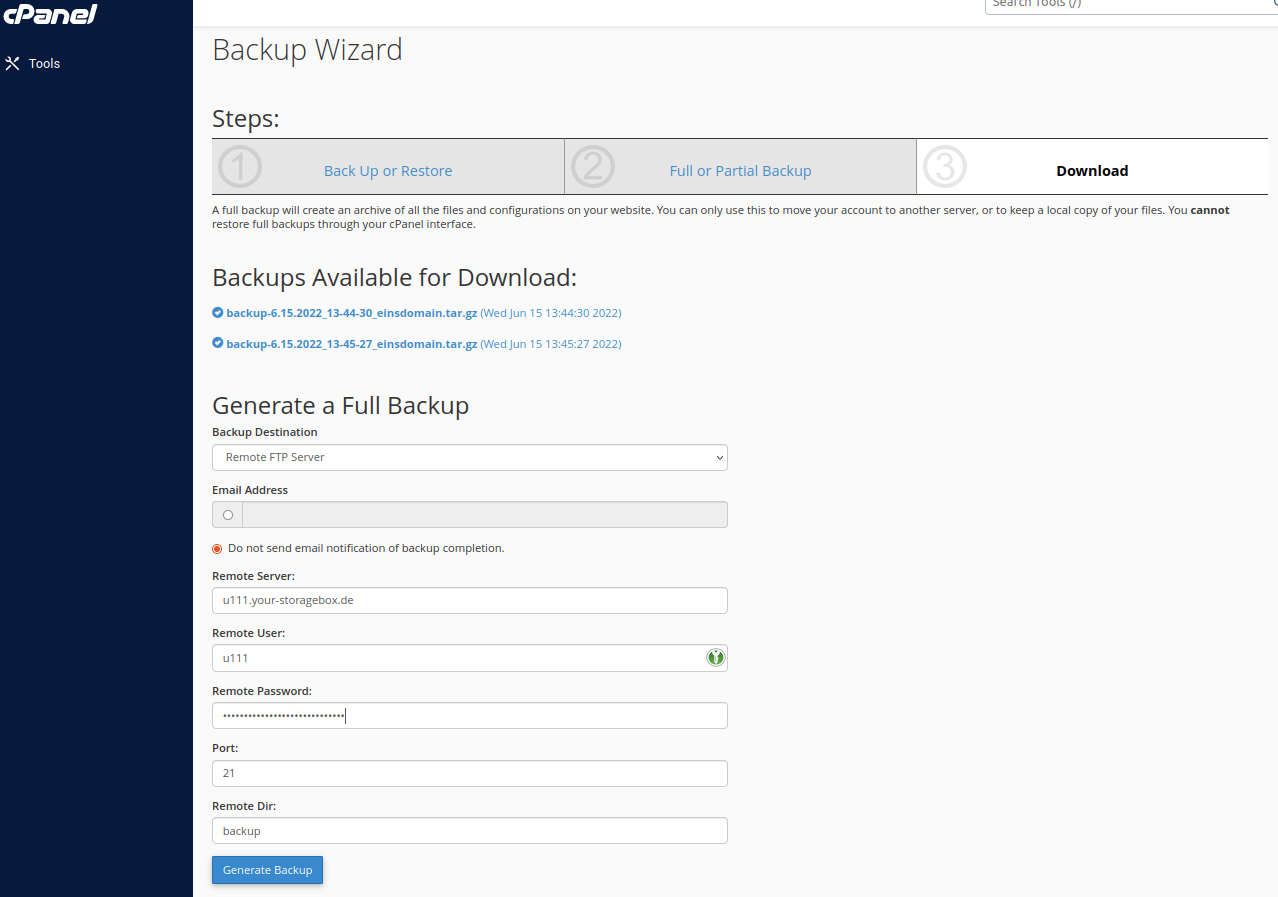 cPanel
Search Tools (/)
Tools
Backup Wizard
Steps:
1 Back Up or Restore 2 Full or Partial Backup 3 Download
A full backup will create an archive of all the files and configurations on your website. You can only use this to move your account to another server, or to keep a local copy of your files. You cannot
restore full backups through your cPanel interface.
Backups Available for Download:
backup-6.15.2022_13-44-30_einsdomain.tar.gz (Wed Jun 15 13:44:30 2022)
backup-6.15.2022_13-45-27_einsdomain.tar.gz (Wed Jun 15 13:45:27 2022)
Generate a Full Backup
Backup Destination
Remote FTP Server
Email Address
Do not send email notification of backup completion.
Remote Server:
u111.your-storagebox.de
Remote User:
u111
Remote Password:
Port:
21
Remote Dir:
backup
Generate Backup